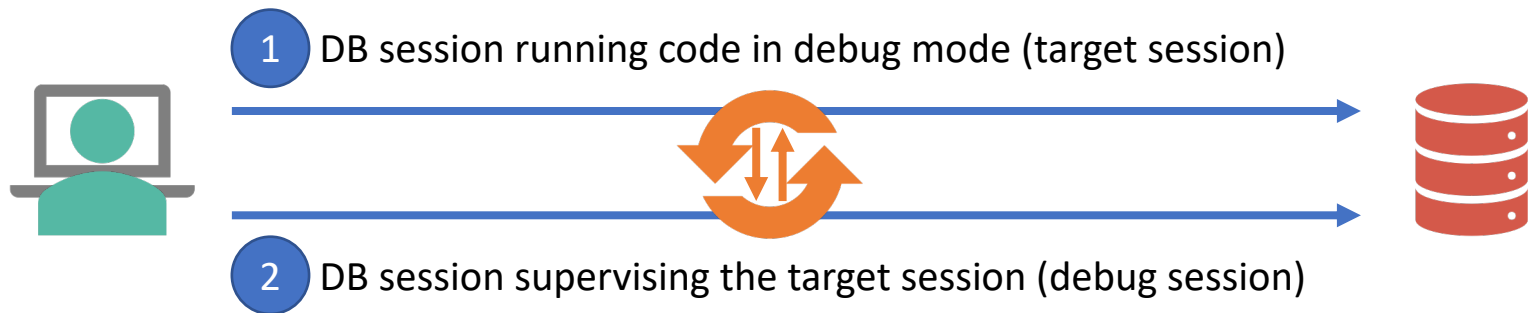 1 DB session running code in debug mode (target session)
2 DB session supervising the target session (debug session)